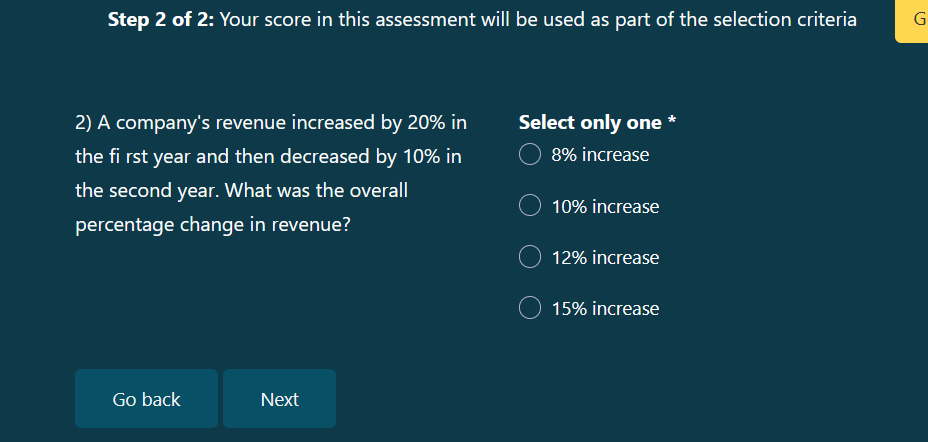 Step 2 of 2: Your score in this assessment will be used as part of the selection criteria
G
2) A company's revenue increased by 20% in
the fi rst year and then decreased by 10% in
the second year. What was the overall
percentage change in revenue?
Select only one *
8% increase
10% increase
12% increase
15% increase
Go back
Next